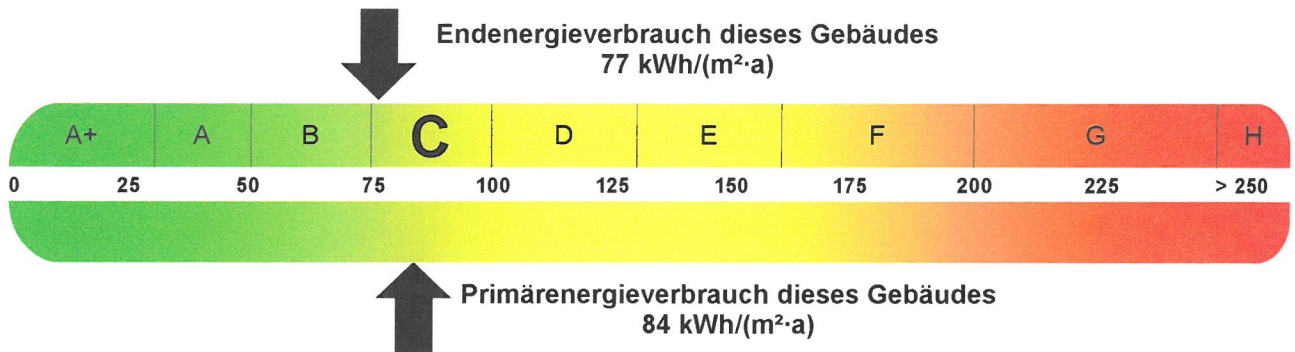 Endenergieverbrauch dieses Gebäudes
77 kWh/(m²·a)
A+ A B C D E F G H
0 25 50 75 100 125 150 175 200 225 > 250
Primärenergieverbrauch dieses Gebäudes
84 kWh/(m²·a)